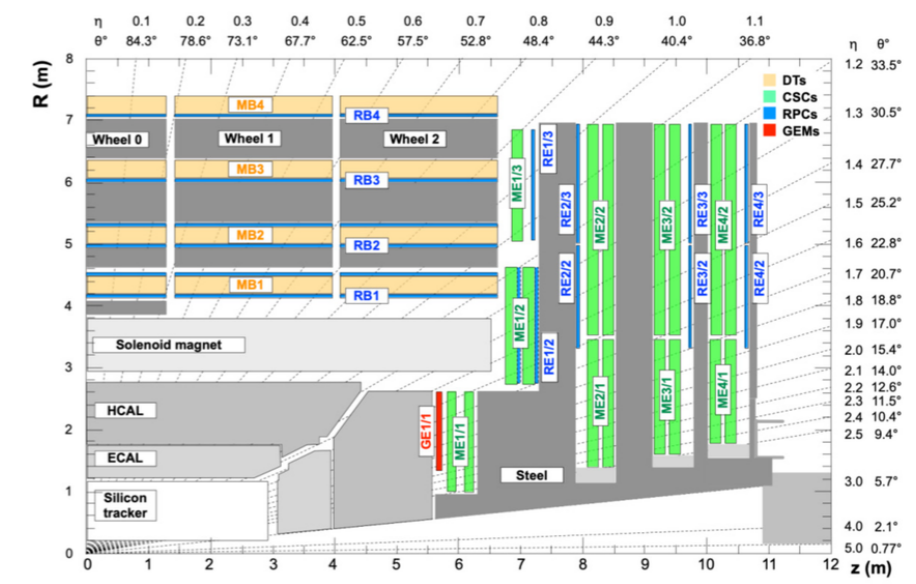 η 0.1 0.2 0.3 0.4 0.5 0.6 0.7 0.8 0.9 1.0 1.1
θ° 84.3° 78.6° 73.1° 67.7° 62.5° 57.5° 52.8° 48.4° 44.3° 40.4° 36.8°
η θ°
R (m)
8
7
6
5
4
3
2
1
0
1.2 33.5°
1.3 30.5°
1.4 27.7°
1.5 25.2°
1.6 22.8°
1.7 20.7°
1.8 18.8°
1.9 17.0°
2.0 15.4°
2.1 14.0°
2.2 12.6°
2.3 11.5°
2.4 10.4°
2.5 9.4°
3.0 5.7°
4.0 2.1°
5.0 0.77°
DTs
CSCs
RPCs
GEMs
MB4
RB4
Wheel 0
Wheel 1
Wheel 2
MB3
RB3
MB2
RB2
MB1
RB1
Solenoid magnet
HCAL
ECAL
Silicon
tracker
Steel
GE1/1
ME1/1
ME1/2
ME1/3
RE1/3
RE1/2
RE2/3
RE2/2
ME2/2
ME2/1
ME3/2
ME3/1
RE3/3
RE3/2
ME4/2
ME4/1
RE4/3
RE4/2
0 1 2 3 4 5 6 7 8 9 10 11 12
z (m)